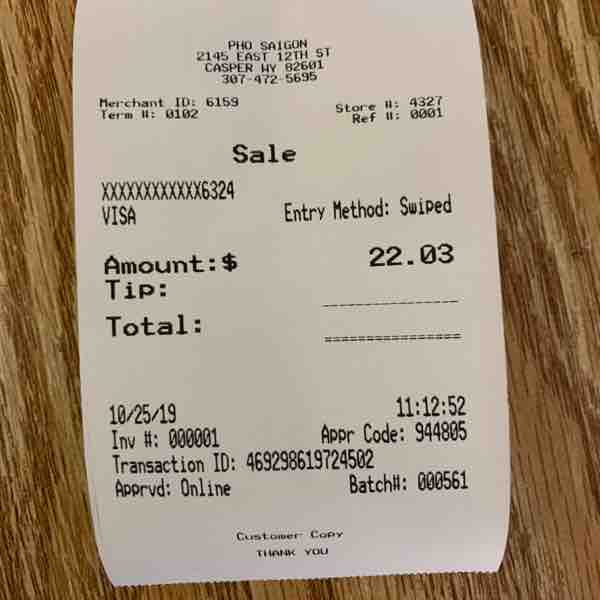 PHO SAIGON
2145 EAST 12TH ST
CASPER WY 82601
307-472-5695
Merchant ID: 6159 Store #: 4327
Term #: 0102 Ref #: 0001
Sale
XXXXXXXXXXXX6324
VISA Entry Method: Swiped
Amount:$ 22.03
Tip:
Total:
10/25/19 11:12:52
Inv #: 000001 Appr Code: 944805
Transaction ID: 469298619724502
Apprvd: Online Batch#: 000561
Customer Copy
THANK YOU